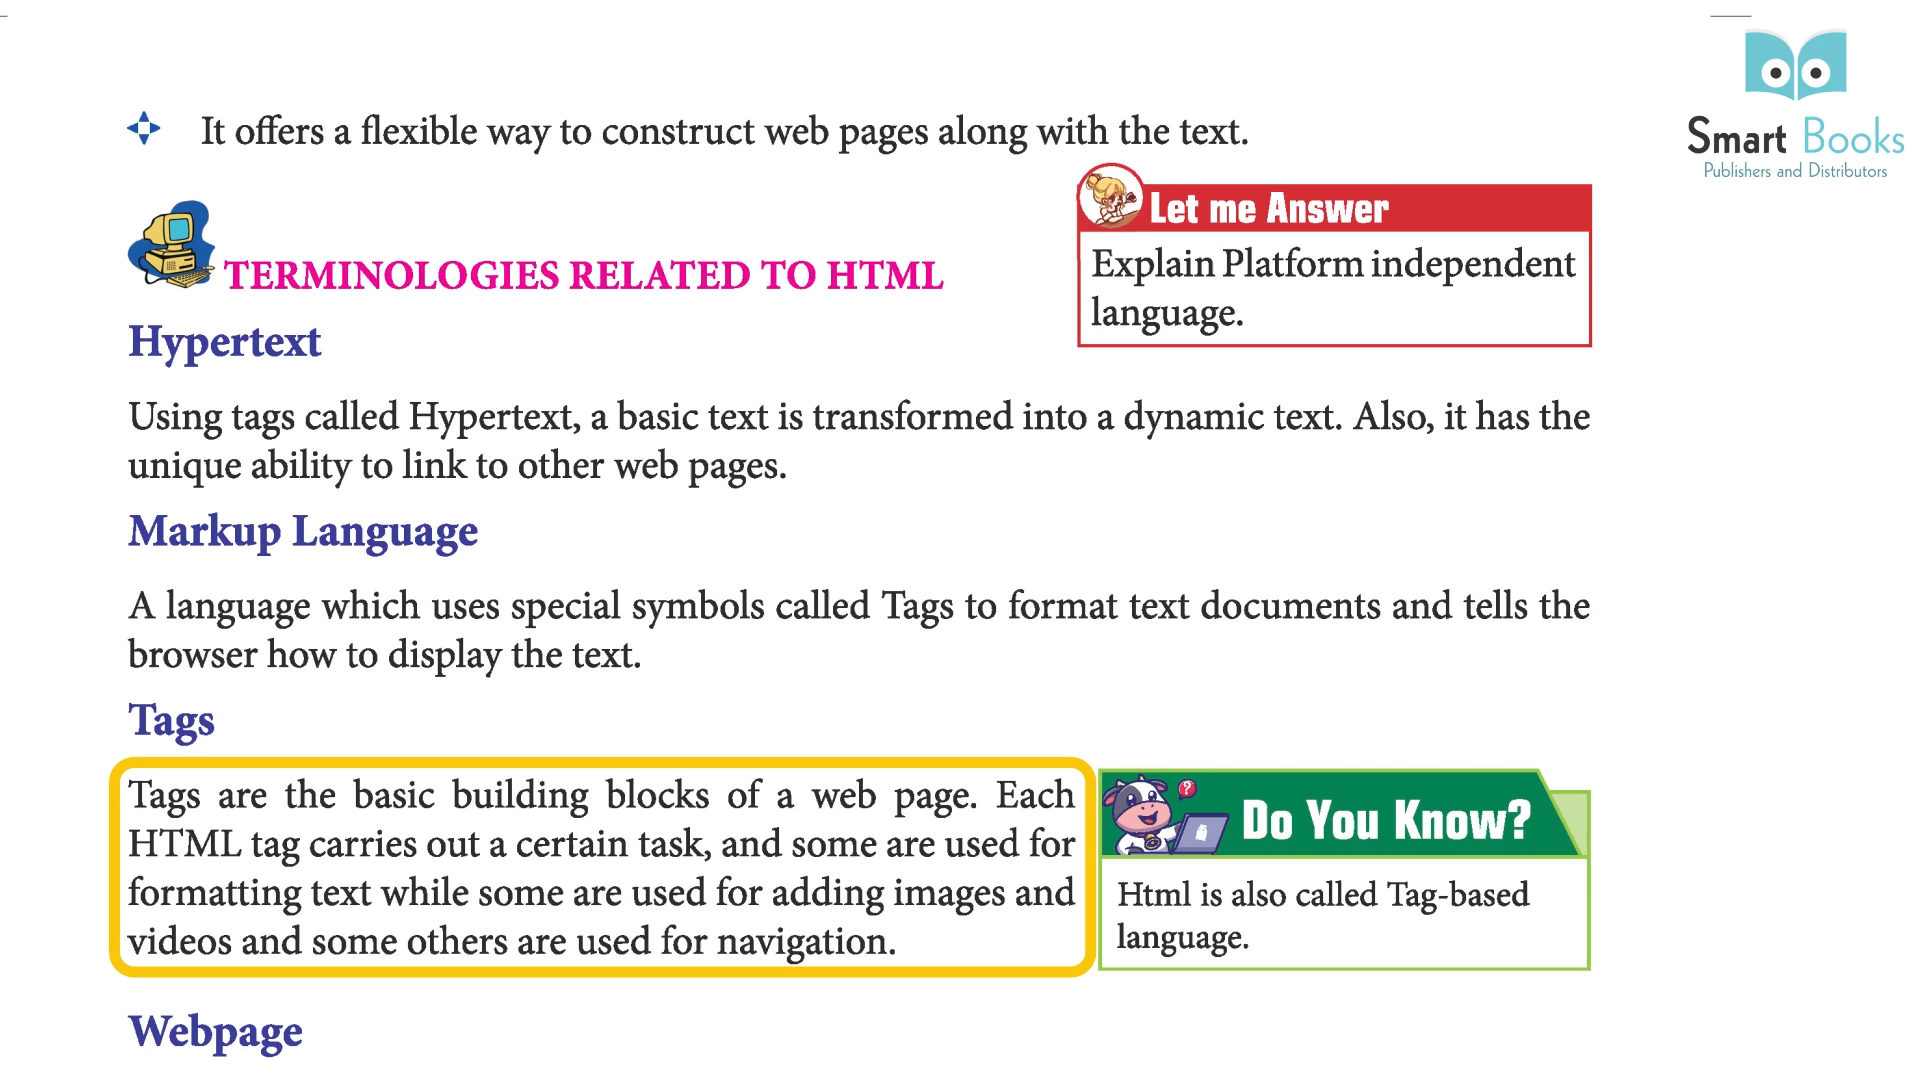 It offers a flexible way to construct web pages along with the text.
Smart Books
Publishers and Distributors
Let me Answer
Explain Platform independent
language.
TERMINOLOGIES RELATED TO HTML
Hypertext
Using tags called Hypertext, a basic text is transformed into a dynamic text. Also, it has the
unique ability to link to other web pages.
Markup Language
A language which uses special symbols called Tags to format text documents and tells the
browser how to display the text.
Tags
Tags are the basic building blocks of a web page. Each
HTML tag carries out a certain task, and some are used for
formatting text while some are used for adding images and
videos and some others are used for navigation.
?
Do You Know?
Html is also called Tag-based
language.
Webpage